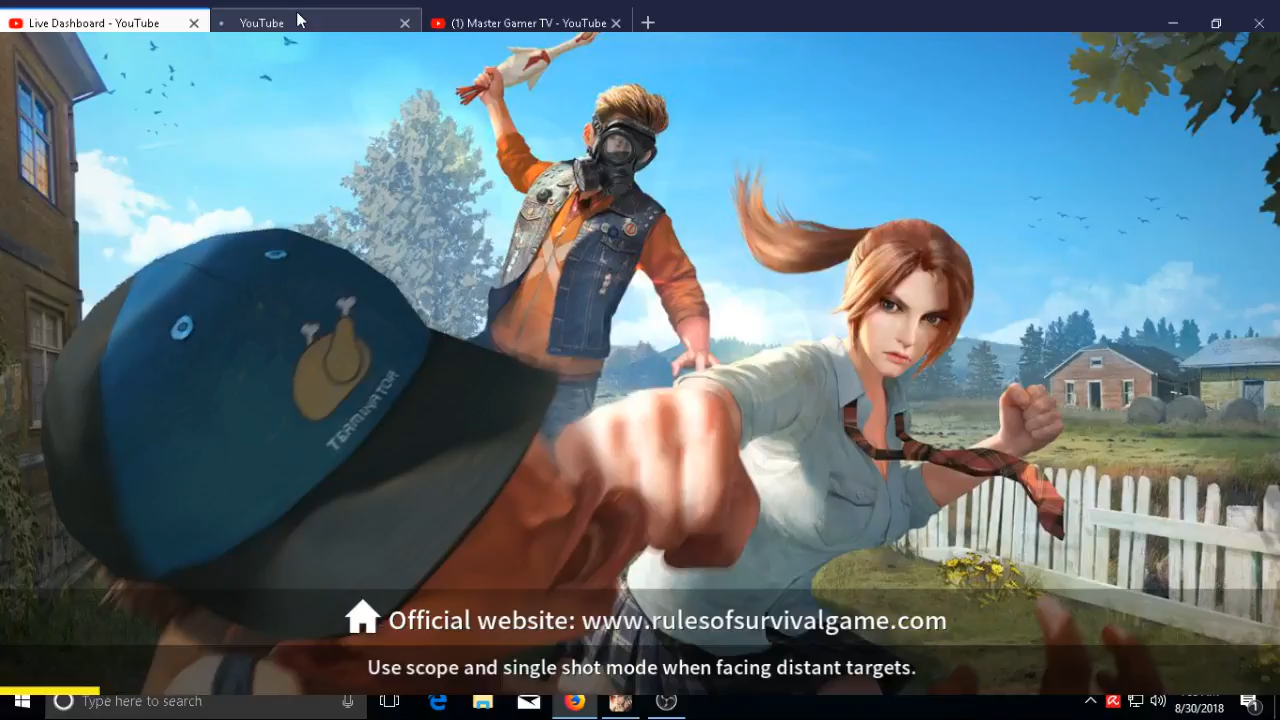 Live Dashboard - YouTube
YouTube
(1) Master Gamer TV - YouTube
TERMINATOR
Official website: www.rulesofsurvivalgame.com
Use scope and single shot mode when facing distant targets.
Type here to search
8/30/2018
1